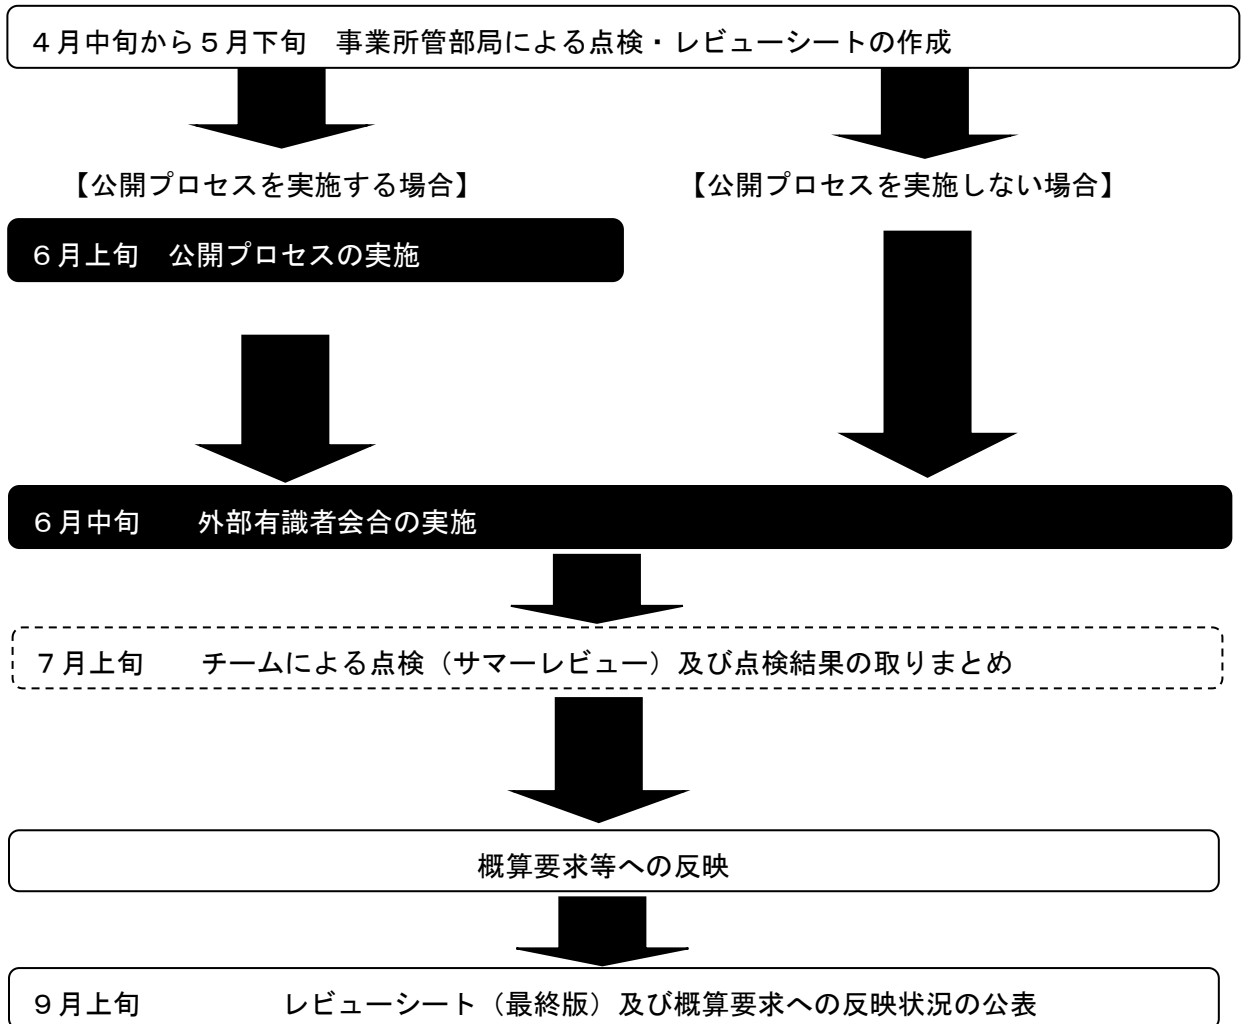 ４月中旬から５月下旬　事業所管部局による点検・レビューシートの作成
【公開プロセスを実施する場合】
【公開プロセスを実施しない場合】
６月上旬　公開プロセスの実施
６月中旬　　外部有識者会合の実施
７月上旬　　チームによる点検（サマーレビュー）及び点検結果の取りまとめ
概算要求等への反映
９月上旬　　　　　レビューシート（最終版）及び概算要求への反映状況の公表